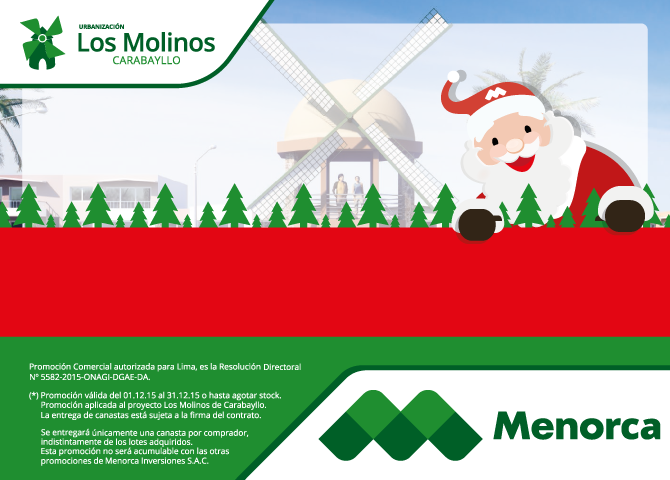 URBANIZACIÓN
Los Molinos
CARABAYLLO
Promoción Comercial autorizada para Lima, es la Resolución Directoral
N° 5582-2015-ONAGI-DGAE-DA.
(*) Promoción válida del 01.12.15 al 31.12.15 o hasta agotar stock.
Promoción aplicada al proyecto Los Molinos de Carabayllo.
La entrega de canastas está sujeta a la firma del contrato.
Se entregará únicamente una canasta por comprador,
indistintamente de los lotes adquiridos.
Esta promoción no será acumulable con las otras
promociones de Menorca Inversiones S.A.C.
Menorca